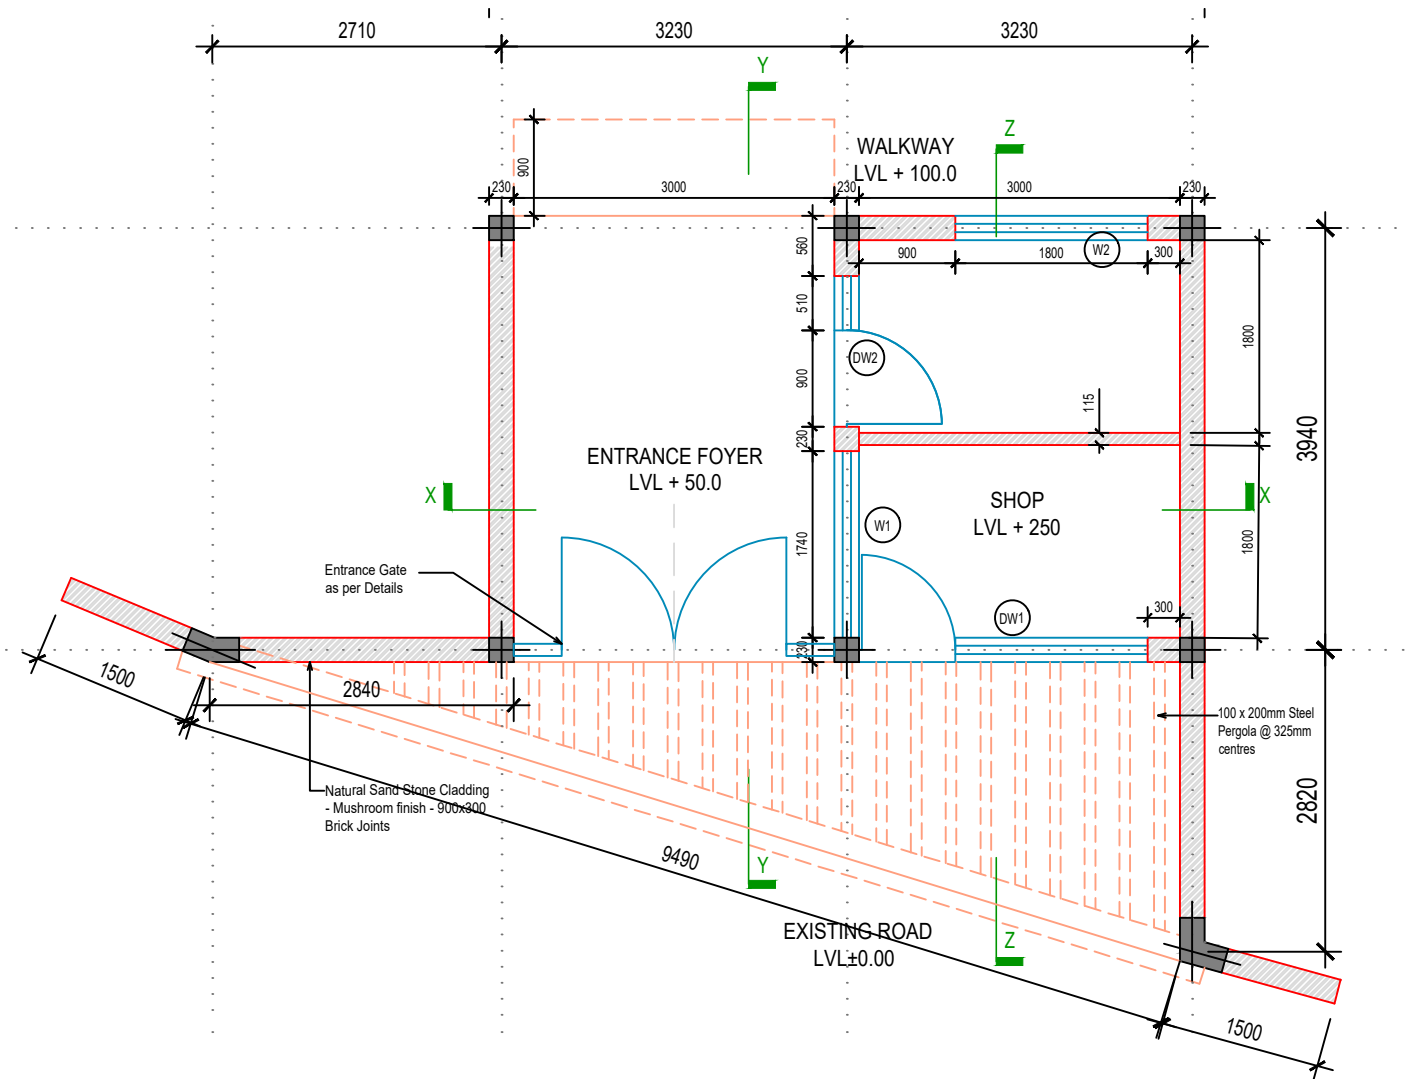 2710
3230
3230
Y
Z
WALKWAY
LVL + 100.0
900
230
3000
230
3000
230
560
W2
900
1800
300
510
1800
DW2
900
115
230
3940
ENTRANCE FOYER
LVL + 50.0
X
SHOP
LVL + 250
X
W1
1740
1800
Entrance Gate
as per Details
300
DW1
230
1500
2840
100 x 200mm Steel
Pergola @ 325mm
centres
Natural Sand Stone Cladding
- Mushroom finish - 900x300
Brick Joints
2820
9490
Y
EXISTING ROAD
LVL±0.00
Z
1500